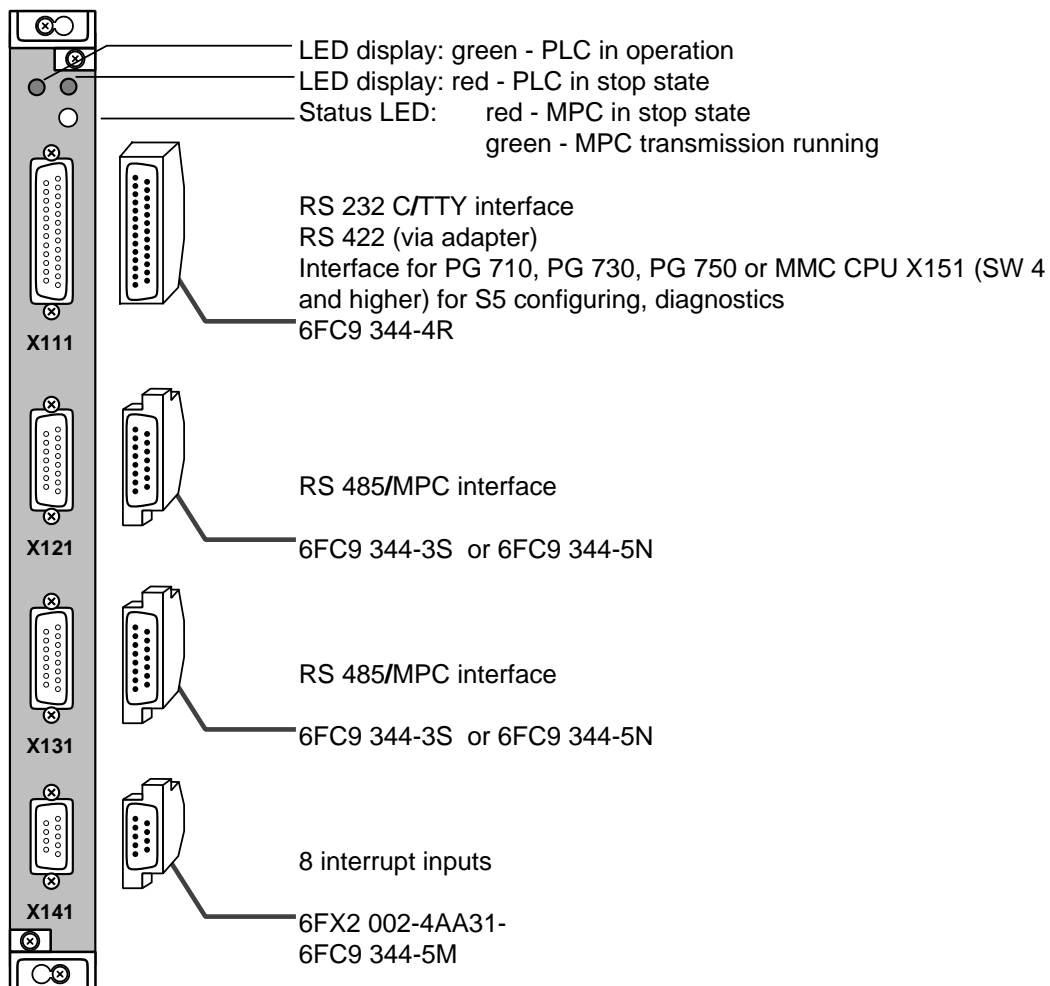 LED display: green - PLC in operation
LED display: red - PLC in stop state
Status LED: red - MPC in stop state
green - MPC transmission running
RS 232 C/TTY interface
RS 422 (via adapter)
Interface for PG 710, PG 730, PG 750 or MMC CPU X151 (SW 4
and higher) for S5 configuring, diagnostics
6FC9 344-4R
X111
RS 485/MPC interface
6FC9 344-3S or 6FC9 344-5N
X121
RS 485/MPC interface
6FC9 344-3S or 6FC9 344-5N
X131
8 interrupt inputs
6FX2 002-4AA31-
6FC9 344-5M
X141